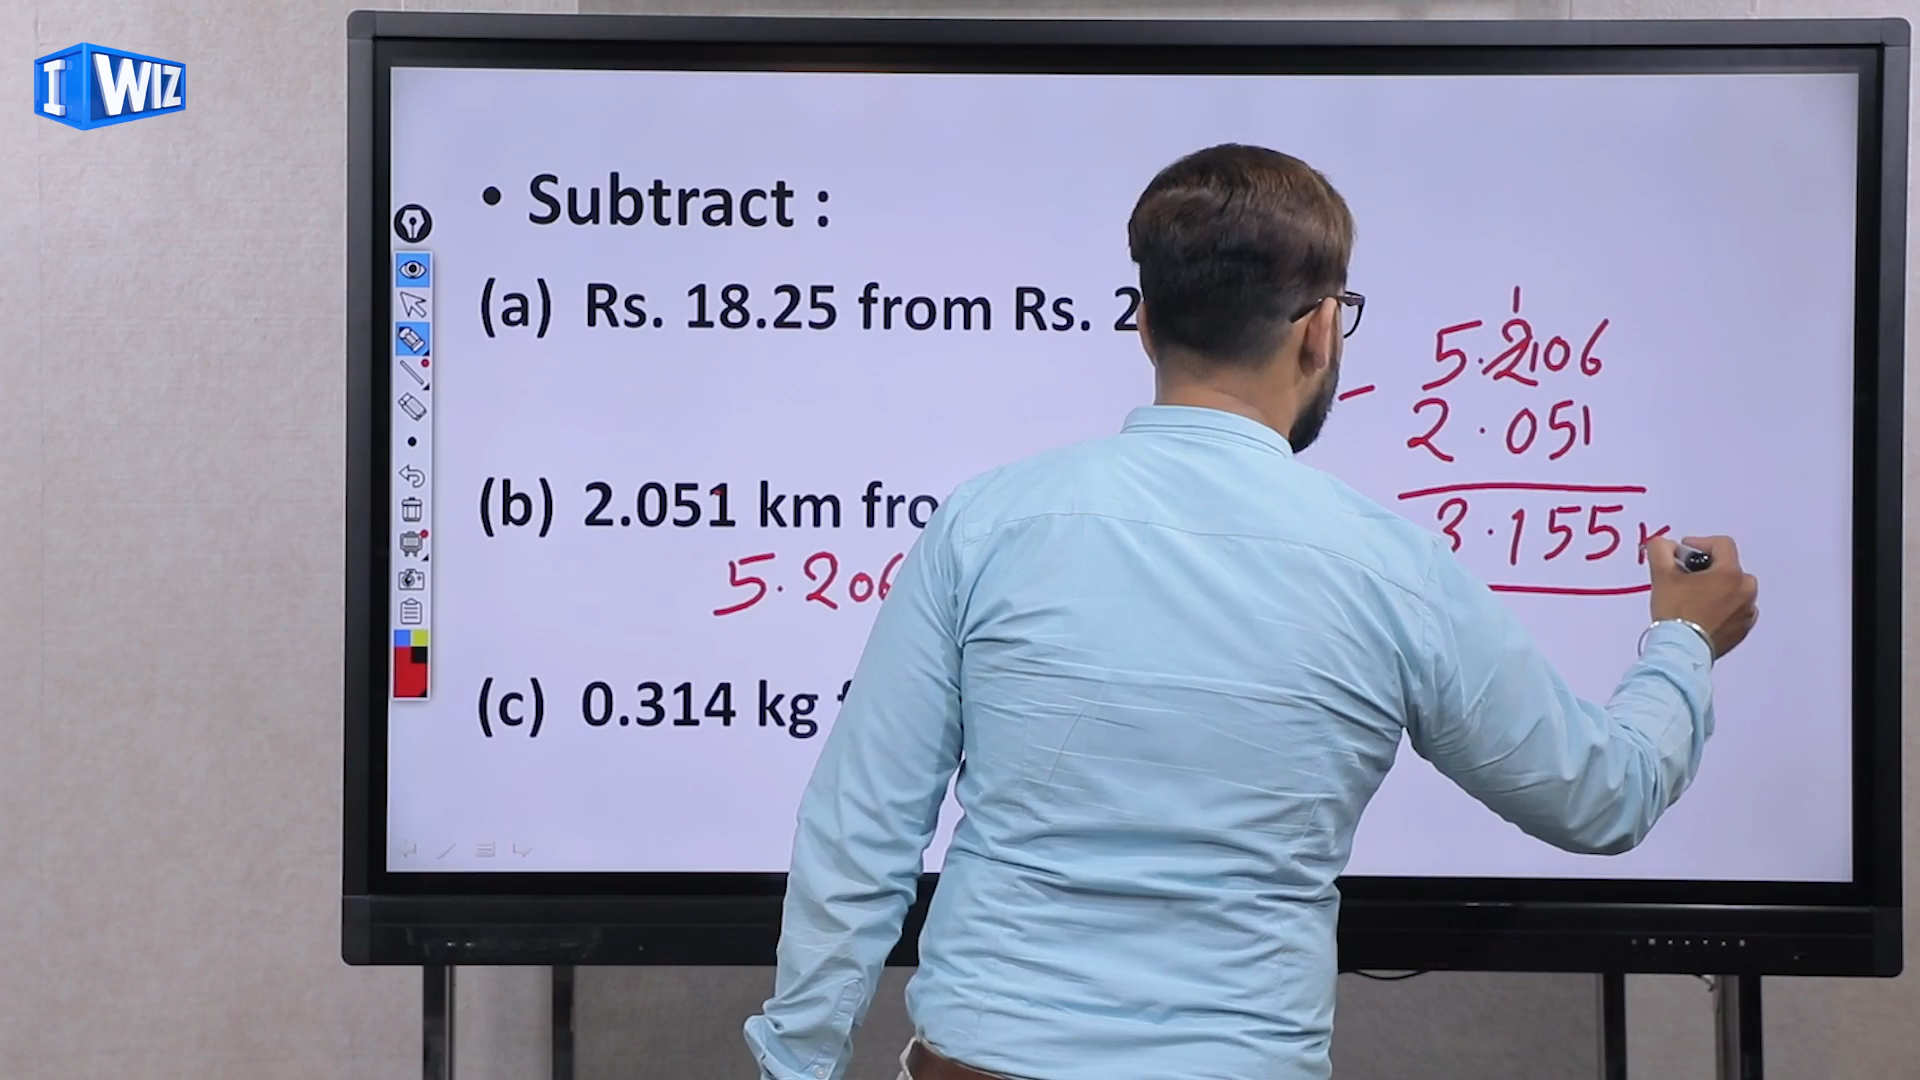 I WIZ
• Subtract :
(a) Rs. 18.25 from Rs. 2
(b) 2.051 km fro
5.206
(c) 0.314 kg
1
5.2106
- 2.051
3.155 k